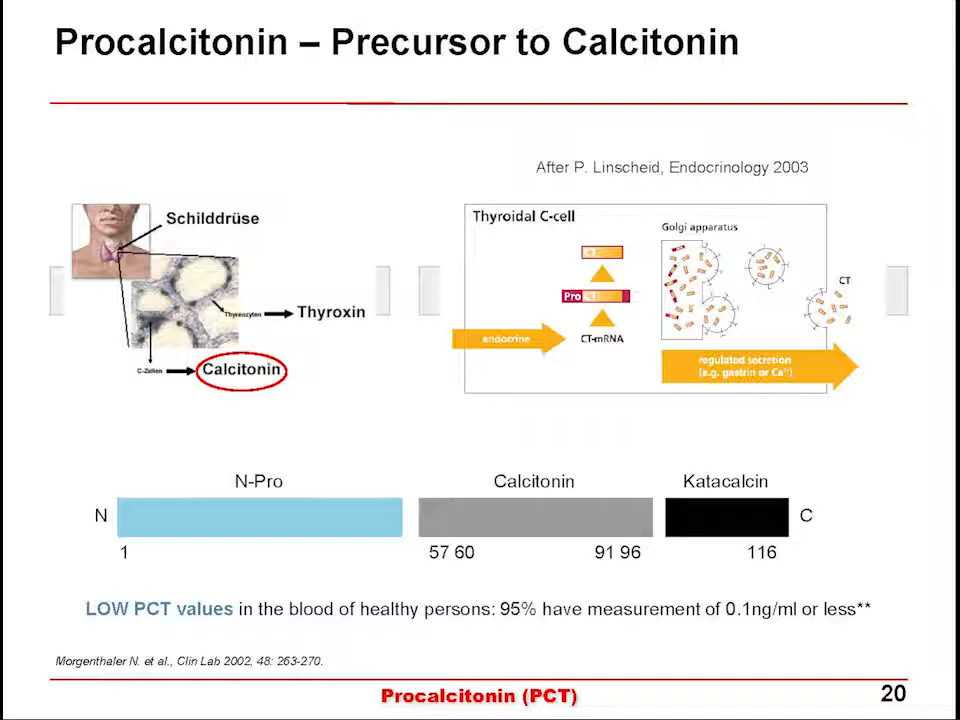 Procalcitonin – Precursor to Calcitonin
After P. Linscheid, Endocrinology 2003
Schilddrüse
Thyreozyten
Thyroxin
C-Zellen
Calcitonin
Thyroidal C-cell
Golgi apparatus
CT
Pro CT
CT
endocrine
CT-mRNA
regulated secretion
(e.g. gastrin or Ca²⁺)
N-Pro
Calcitonin
Katacalcin
N
C
1
57 60
91 96
116
LOW PCT values in the blood of healthy persons: 95% have measurement of 0.1ng/ml or less**
Morgenthaler N. et al., Clin Lab 2002, 48: 263-270.
Procalcitonin (PCT)
20